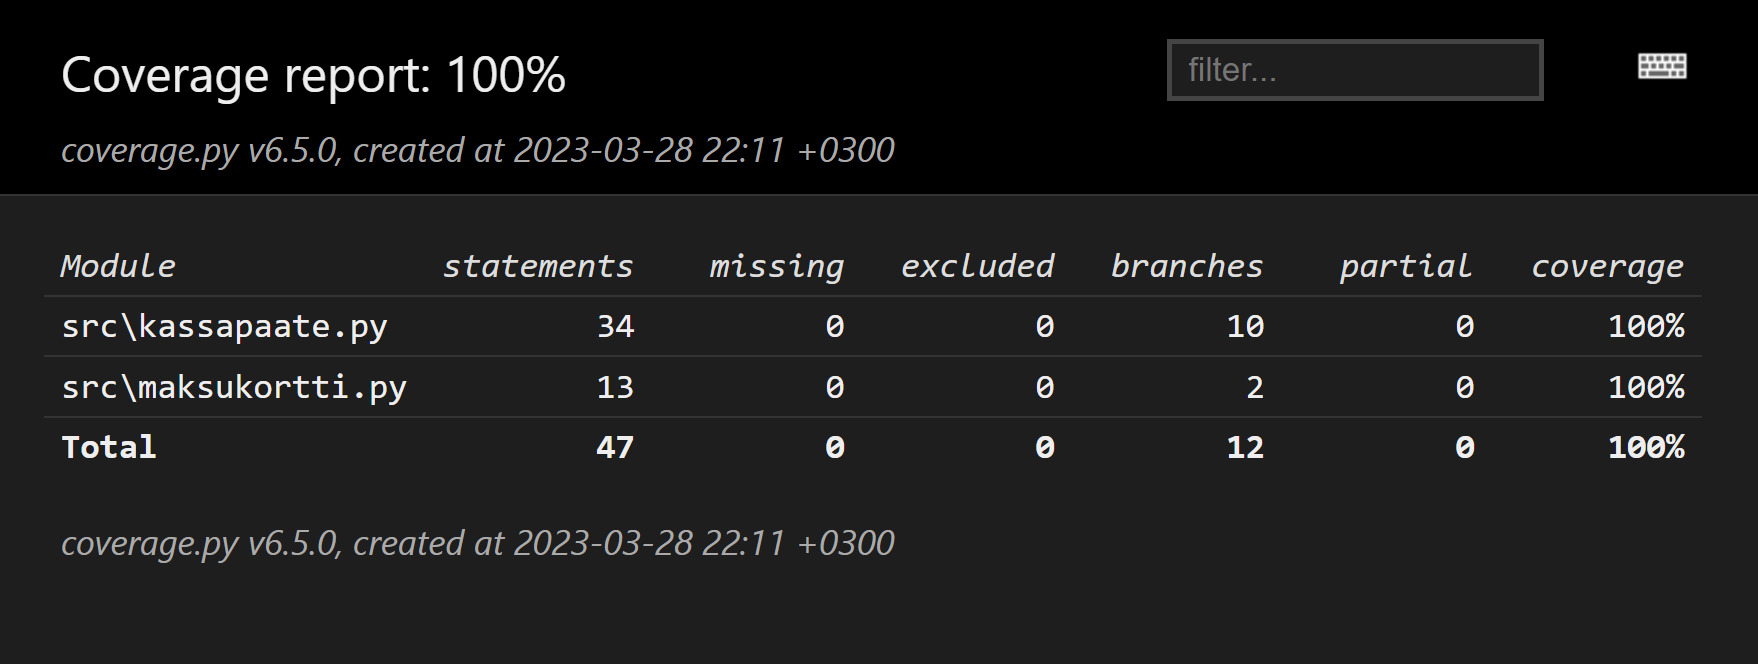 Coverage report: 100%
filter...
coverage.py v6.5.0, created at 2023-03-28 22:11 +0300
Module statements missing excluded branches partial coverage
src\kassapaate.py 34 0 0 10 0 100%
src\maksukortti.py 13 0 0 2 0 100%
Total 47 0 0 12 0 100%
coverage.py v6.5.0, created at 2023-03-28 22:11 +0300